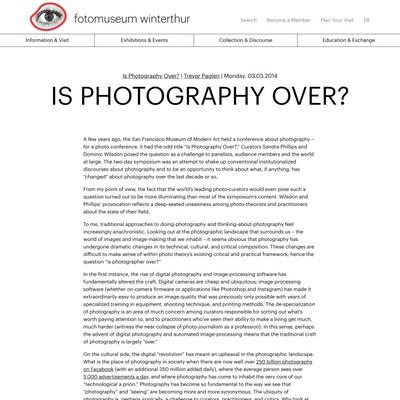 fotomuseum winterthur
Search Become a Member Plan Your Visit DE
Information & Visit Exhibitions & Events Collection & Discourse Education & Exchange
Is Photography Over? | Trevor Paglen | Monday, 03.03.2014
IS PHOTOGRAPHY OVER?
A few years ago, the San Francisco Museum of Modern Art held a conference about photography –
for a photo conference, it had the odd title "Is Photography Over?." Curators Sandra Phillips and
Dominic Willsdon posed the question as a challenge to panelists, audience members and the world
at large. The two-day symposium was an attempt to shake up conventional institutionalized
discourses about photography and to be an opportunity to think about what, if anything, has
"changed" about photography over the last decade or so.
From my point of view, the fact that the world's leading photo-curators would even pose such a
question turned out to be more illuminating than most of the symposium's content. Wilsdon and
Phillips' provocation reflects a deep-seated uneasiness among photo-theorists and practitioners
about the state of their field.
To me, traditional approaches to doing-photography and thinking-about-photography feel
increasingly anachronistic. Looking out at the photographic landscape that surrounds us – the
world of images and image-making that we inhabit – it seems obvious that photography has
undergone dramatic changes in its technical, cultural, and critical composition. These changes are
difficult to make sense of within photo theory's existing critical and practical framework; hence the
question "is photographer over?"
In the first instance, the rise of digital photography and image-processing software has
fundamentally altered the craft. Digital cameras are cheap and ubiquitous; image-processing
software (whether on-camera firmware or applications like Photoshop and Instagram) has made it
extraordinarily easy to produce an image-quality that was previously only possible with years of
specialized training in equipment, shooting technique, and printing methods. The de-specialization
of photography is an area of much concern among curators responsible for sorting out what's
worth paying attention to, and to practitioners who've seen their ability to make a living get much,
much harder (witness the near collapse of photo-journalism as a profession). In this sense, perhaps
the advent of digital photography and automated image-processing means that the traditional craft
of photography is largely "over."
On the cultural side, the digital "revolution" has meant an upheaval in the photographic landscape.
What is the place of photography in society when there are now well over 250 billion photographs
on Facebook (with an additional 350 million added daily), where the average person sees over
5,000 advertisements a day, and where photography has come to inhabit the very core of our
"technological a prori." Photography has become so fundamental to the way we see that
"photography" and "seeing" are becoming more and more synonymous. The ubiquity of